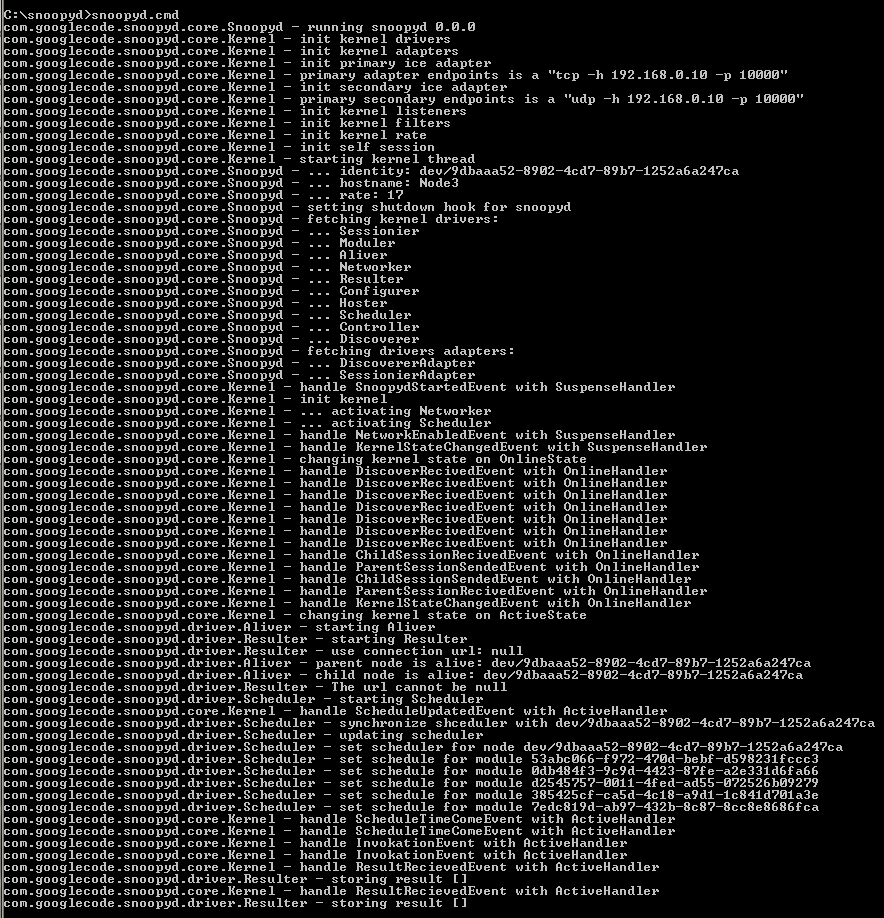 C:\snoopyd>snoopyd.cmd
com.googlecode.snoopyd.core.Snoopyd - running snoopyd 0.0.0
com.googlecode.snoopyd.core.Kernel - init kernel drivers
com.googlecode.snoopyd.core.Kernel - init kernel adapters
com.googlecode.snoopyd.core.Kernel - init primary ice adapter
com.googlecode.snoopyd.core.Kernel - primary adapter endpoints is a "tcp -h 192.168.0.10 -p 10000"
com.googlecode.snoopyd.core.Kernel - init secondary ice adapter
com.googlecode.snoopyd.core.Kernel - primary secondary endpoints is a "udp -h 192.168.0.10 -p 10000"
com.googlecode.snoopyd.core.Kernel - init kernel listeners
com.googlecode.snoopyd.core.Kernel - init kernel filters
com.googlecode.snoopyd.core.Kernel - init kernel rate
com.googlecode.snoopyd.core.Kernel - init self session
com.googlecode.snoopyd.core.Kernel - starting kernel thread
com.googlecode.snoopyd.core.Snoopyd - ... identity: dev/9dbaaa52-8902-4cd7-89b7-1252a6a247ca
com.googlecode.snoopyd.core.Snoopyd - ... hostname: Node3
com.googlecode.snoopyd.core.Snoopyd - ... rate: 17
com.googlecode.snoopyd.core.Snoopyd - setting shutdown hook for snoopyd
com.googlecode.snoopyd.core.Snoopyd - fetching kernel drivers:
com.googlecode.snoopyd.core.Snoopyd - ... Sessionier
com.googlecode.snoopyd.core.Snoopyd - ... Moduler
com.googlecode.snoopyd.core.Snoopyd - ... Aliver
com.googlecode.snoopyd.core.Snoopyd - ... Networker
com.googlecode.snoopyd.core.Snoopyd - ... Resulter
com.googlecode.snoopyd.core.Snoopyd - ... Configurer
com.googlecode.snoopyd.core.Snoopyd - ... Hoster
com.googlecode.snoopyd.core.Snoopyd - ... Scheduler
com.googlecode.snoopyd.core.Snoopyd - ... Controller
com.googlecode.snoopyd.core.Snoopyd - ... Discoverer
com.googlecode.snoopyd.core.Snoopyd - fetching drivers adapters:
com.googlecode.snoopyd.core.Snoopyd - ... DiscovererAdapter
com.googlecode.snoopyd.core.Snoopyd - ... SessionierAdapter
com.googlecode.snoopyd.core.Kernel - handle SnoopydStartedEvent with SuspenseHandler
com.googlecode.snoopyd.core.Kernel - init kernel
com.googlecode.snoopyd.core.Kernel - ... activating Networker
com.googlecode.snoopyd.core.Kernel - ... activating Scheduler
com.googlecode.snoopyd.core.Kernel - handle NetworkEnabledEvent with SuspenseHandler
com.googlecode.snoopyd.core.Kernel - handle KernelStateChangedEvent with SuspenseHandler
com.googlecode.snoopyd.core.Kernel - changing kernel state on OnlineState
com.googlecode.snoopyd.core.Kernel - handle DiscoverRecivedEvent with OnlineHandler
com.googlecode.snoopyd.core.Kernel - handle DiscoverRecivedEvent with OnlineHandler
com.googlecode.snoopyd.core.Kernel - handle DiscoverRecivedEvent with OnlineHandler
com.googlecode.snoopyd.core.Kernel - handle DiscoverRecivedEvent with OnlineHandler
com.googlecode.snoopyd.core.Kernel - handle DiscoverRecivedEvent with OnlineHandler
com.googlecode.snoopyd.core.Kernel - handle DiscoverRecivedEvent with OnlineHandler
com.googlecode.snoopyd.core.Kernel - handle DiscoverRecivedEvent with OnlineHandler
com.googlecode.snoopyd.core.Kernel - handle ChildSessionRecivedEvent with OnlineHandler
com.googlecode.snoopyd.core.Kernel - handle ParentSessionSendedEvent with OnlineHandler
com.googlecode.snoopyd.core.Kernel - handle ChildSessionSendedEvent with OnlineHandler
com.googlecode.snoopyd.core.Kernel - handle ParentSessionRecivedEvent with OnlineHandler
com.googlecode.snoopyd.core.Kernel - handle KernelStateChangedEvent with OnlineHandler
com.googlecode.snoopyd.core.Kernel - changing kernel state on ActiveState
com.googlecode.snoopyd.driver.Aliver - starting Aliver
com.googlecode.snoopyd.driver.Resulter - starting Resulter
com.googlecode.snoopyd.driver.Resulter - use connection url: null
com.googlecode.snoopyd.driver.Aliver - parent node is alive: dev/9dbaaa52-8902-4cd7-89b7-1252a6a247ca
com.googlecode.snoopyd.driver.Aliver - child node is alive: dev/9dbaaa52-8902-4cd7-89b7-1252a6a247ca
com.googlecode.snoopyd.driver.Resulter - The url cannot be null
com.googlecode.snoopyd.driver.Scheduler - starting Scheduler
com.googlecode.snoopyd.core.Kernel - handle ScheduleUpdatedEvent with ActiveHandler
com.googlecode.snoopyd.driver.Scheduler - synchronize shceduler with dev/9dbaaa52-8902-4cd7-89b7-1252a6a247ca
com.googlecode.snoopyd.driver.Scheduler - updating scheduler
com.googlecode.snoopyd.driver.Scheduler - set scheduler for node dev/9dbaaa52-8902-4cd7-89b7-1252a6a247ca
com.googlecode.snoopyd.driver.Scheduler - set schedule for module 53abc066-f972-470d-bebf-d598231fccc3
com.googlecode.snoopyd.driver.Scheduler - set schedule for module 0db484f3-9c9d-4423-87fe-a2e331d6fa66
com.googlecode.snoopyd.driver.Scheduler - set schedule for module d2545757-0011-4fed-ad55-072526b09279
com.googlecode.snoopyd.driver.Scheduler - set schedule for module 385425cf-ca5d-4c18-a9d1-1c841d701a3e
com.googlecode.snoopyd.driver.Scheduler - set schedule for module 7edc819d-ab97-432b-8c87-8cc8e8686fca
com.googlecode.snoopyd.core.Kernel - handle ScheduleTimeComeEvent with ActiveHandler
com.googlecode.snoopyd.core.Kernel - handle ScheduleTimeComeEvent with ActiveHandler
com.googlecode.snoopyd.core.Kernel - handle InvokationEvent with ActiveHandler
com.googlecode.snoopyd.core.Kernel - handle InvokationEvent with ActiveHandler
com.googlecode.snoopyd.core.Kernel - handle ResultRecievedEvent with ActiveHandler
com.googlecode.snoopyd.driver.Resulter - storing result []
com.googlecode.snoopyd.core.Kernel - handle ResultRecievedEvent with ActiveHandler
com.googlecode.snoopyd.driver.Resulter - storing result []